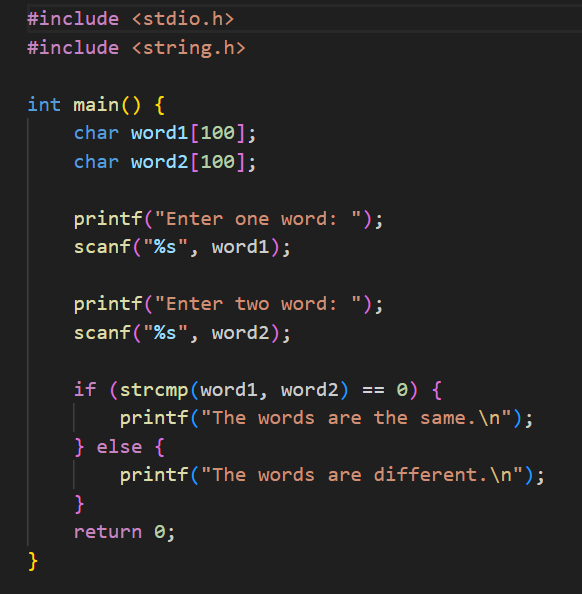 #include <stdio.h>
#include <string.h>

int main() {
    char word1[100];
    char word2[100];

    printf("Enter one word: ");
    scanf("%s", word1);

    printf("Enter two word: ");
    scanf("%s", word2);

    if (strcmp(word1, word2) == 0) {
        printf("The words are the same.\n");
    } else {
        printf("The words are different.\n");
    }
    return 0;
}